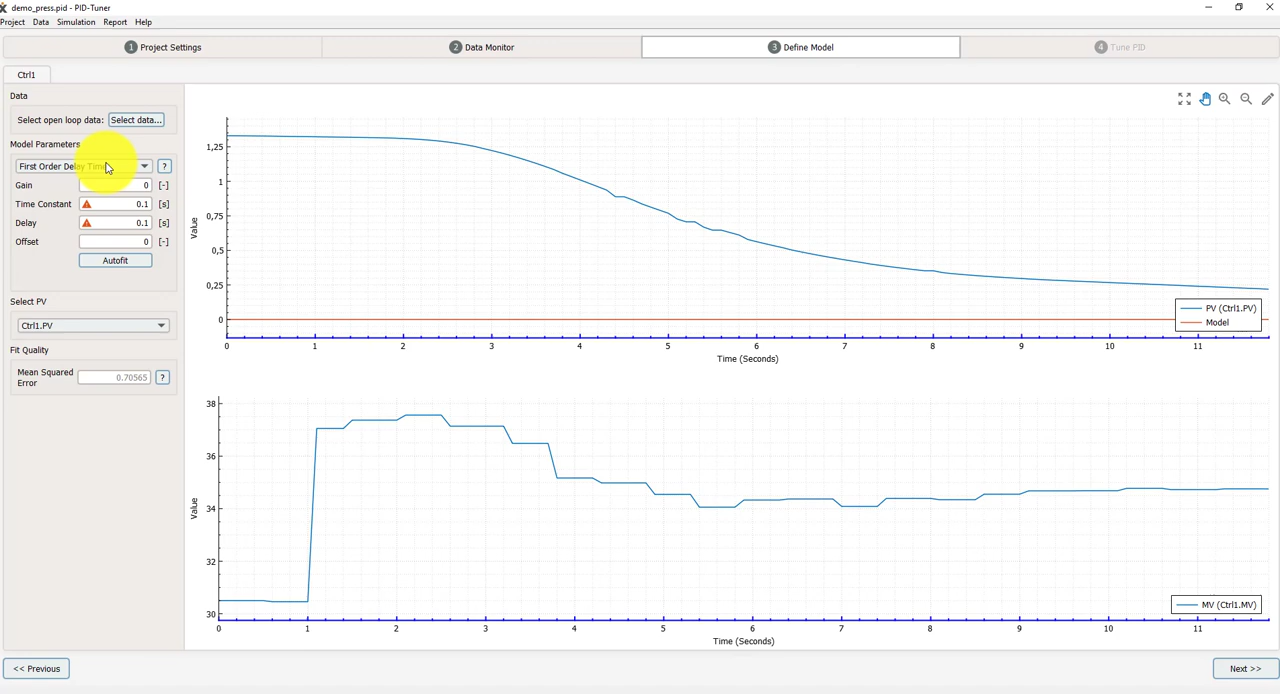 demo_press.pid - PID-Tuner
Project Data Simulation Report Help
1 Project Settings
2 Data Monitor
3 Define Model
4 Tune PID
Ctrl1
Data
Select open loop data: Select data...
Model Parameters
First Order Delay Time ?
Gain 0 [-]
Time Constant 0.1 [s]
Delay 0.1 [s]
Offset 0 [-]
Autofit
Select PV
Ctrl1.PV
Fit Quality
Mean Squared
Error
0.70565 ?
1,25
1
0,75
0,5
0,25
0
Value
0 1 2 3 4 5 6 7 8 9 10 11
Time (Seconds)
PV (Ctrl1.PV)
Model
38
36
34
32
30
Value
0 1 2 3 4 5 6 7 8 9 10 11
Time (Seconds)
MV (Ctrl1.MV)
<< Previous
Next >>